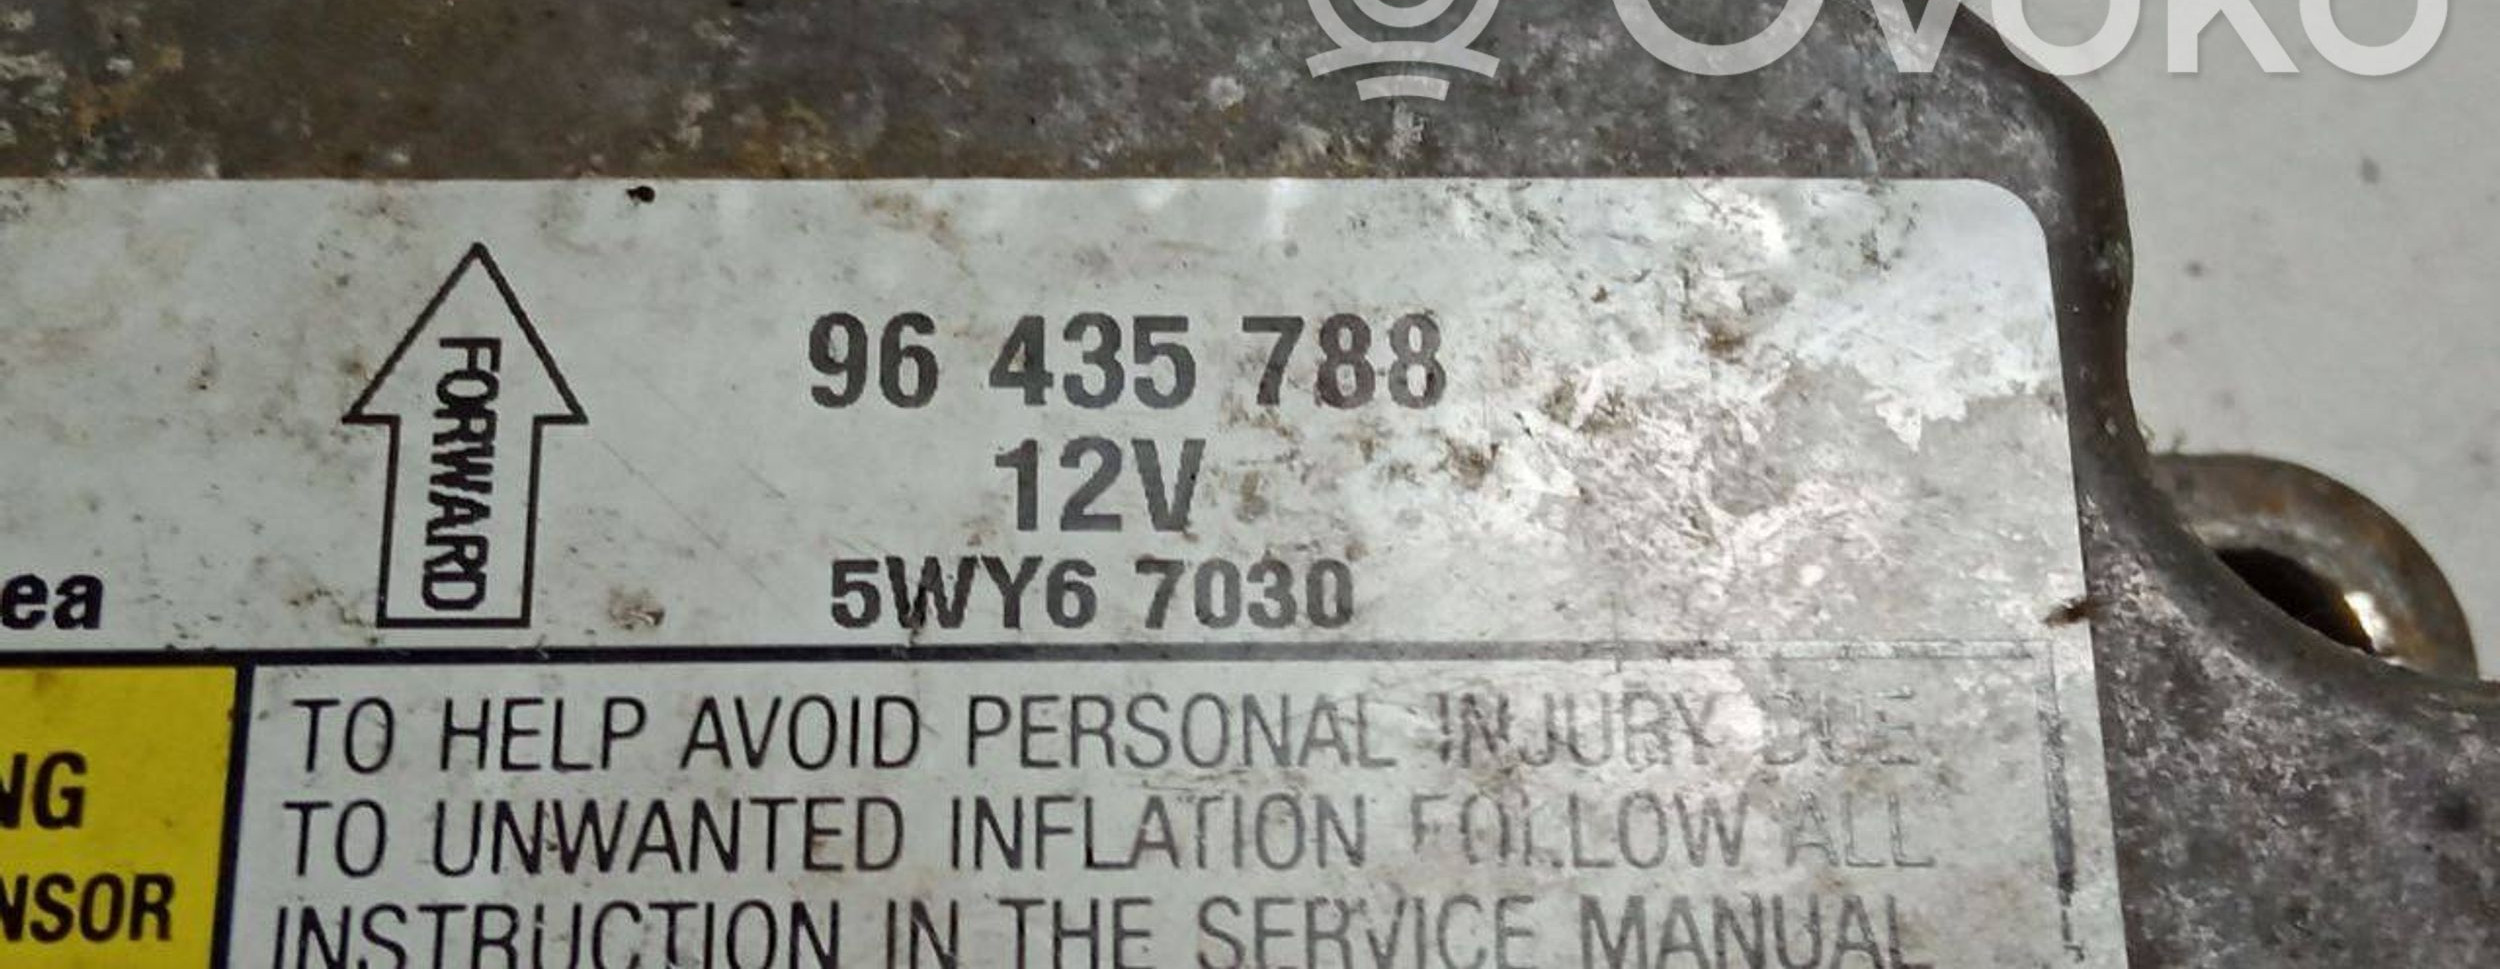 OVOKO
FORWARD
96 435 788
12V
5WY6 7030
ea
NG
NSOR
TO HELP AVOID PERSONAL INJURY DUE
TO UNWANTED INFLATION FOLLOW ALL
INSTRUCTION IN THE SERVICE MANUAL